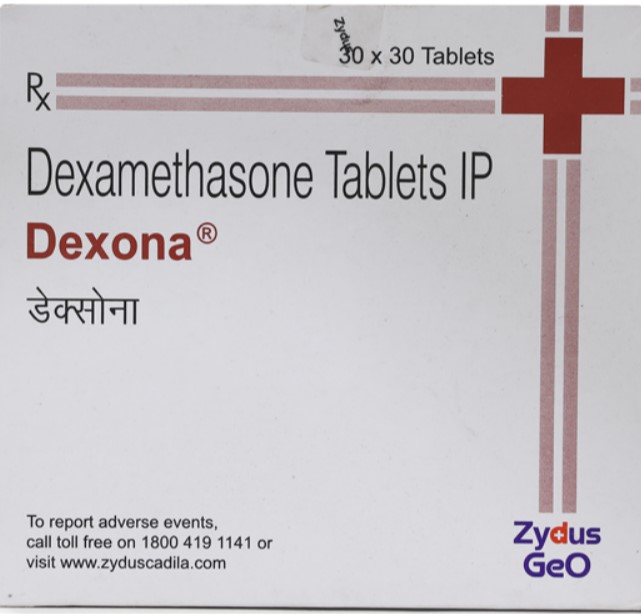 Zydus
30 x 30 Tablets
Rx
Dexamethasone Tablets IP
Dexona®
डेक्सोना
To report adverse events,
call toll free on 1800 419 1141 or
visit www.zyduscadila.com
Zydus
GeO